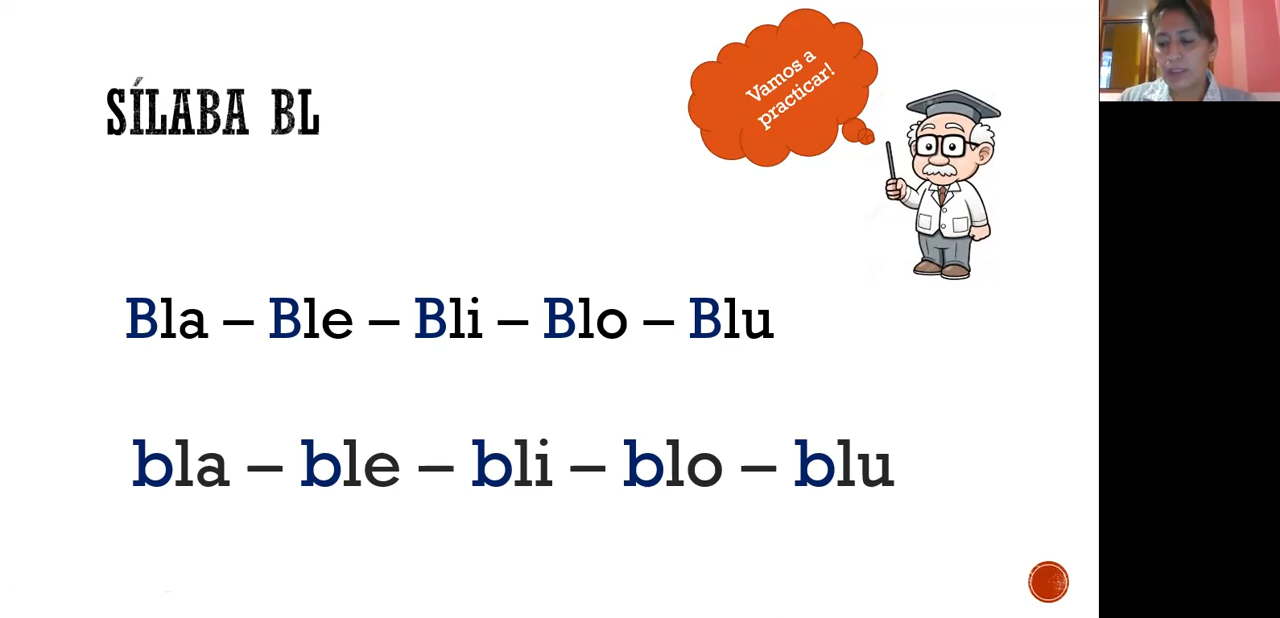 SÍLABA BL
Vamos a
practicar!
Bla – Ble – Bli – Blo – Blu
bla – ble – bli – blo – blu